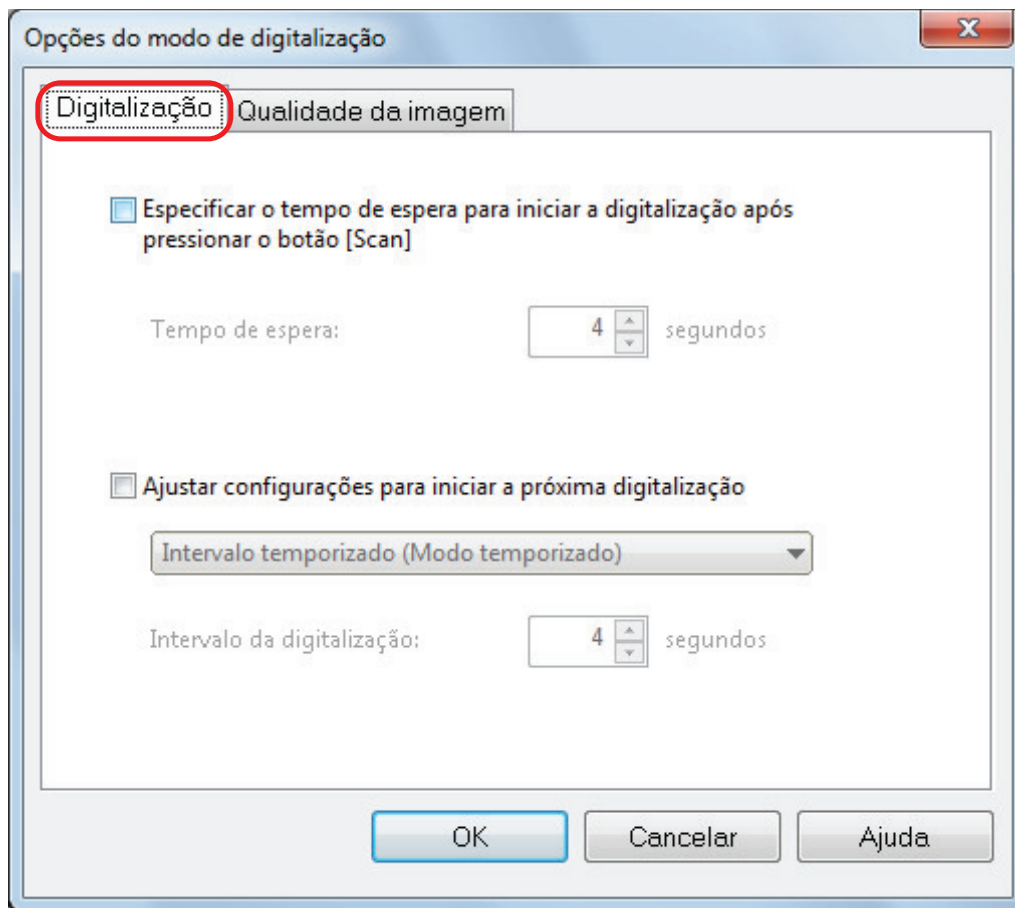 Opções do modo de digitalização
Digitalização Qualidade da imagem
Especificar o tempo de espera para iniciar a digitalização após
pressionar o botão [Scan]
Tempo de espera: 4 segundos
Ajustar configurações para iniciar a próxima digitalização
Intervalo temporizado (Modo temporizado)
Intervalo da digitalização: 4 segundos
OK Cancelar Ajuda